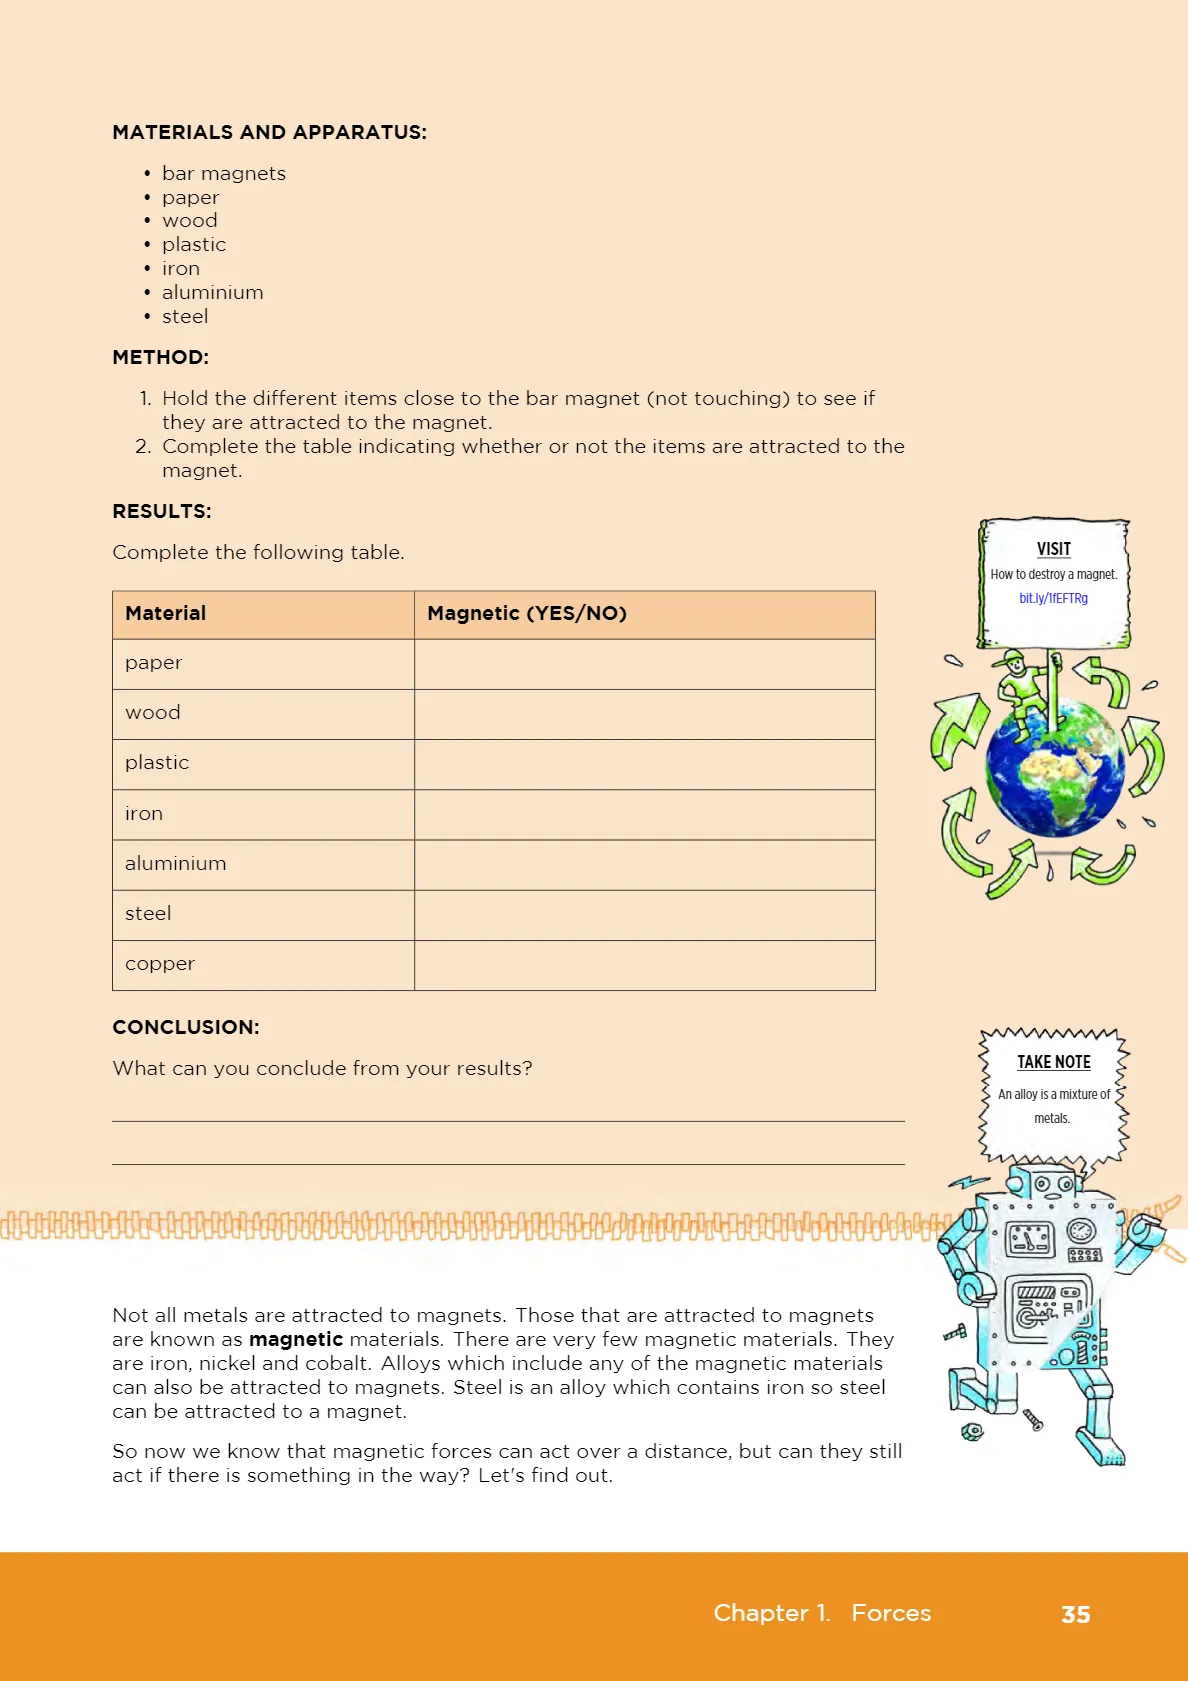 MATERIALS AND APPARATUS:
• bar magnets
• paper
• wood
• plastic
• iron
• aluminium
• steel
METHOD:
1. Hold the different items close to the bar magnet (not touching) to see if
they are attracted to the magnet.
2. Complete the table indicating whether or not the items are attracted to the
magnet.
RESULTS:
Complete the following table.
Material Magnetic (YES/NO)
paper
wood
plastic
iron
aluminium
steel
copper
VISIT
How to destroy a magnet.
bit.ly/1fEFTRg
CONCLUSION:
What can you conclude from your results?
TAKE NOTE
An alloy is a mixture of
metals.
Not all metals are attracted to magnets. Those that are attracted to magnets
are known as magnetic materials. There are very few magnetic materials. They
are iron, nickel and cobalt. Alloys which include any of the magnetic materials
can also be attracted to magnets. Steel is an alloy which contains iron so steel
can be attracted to a magnet.
So now we know that magnetic forces can act over a distance, but can they still
act if there is something in the way? Let's find out.
Chapter 1. Forces 35